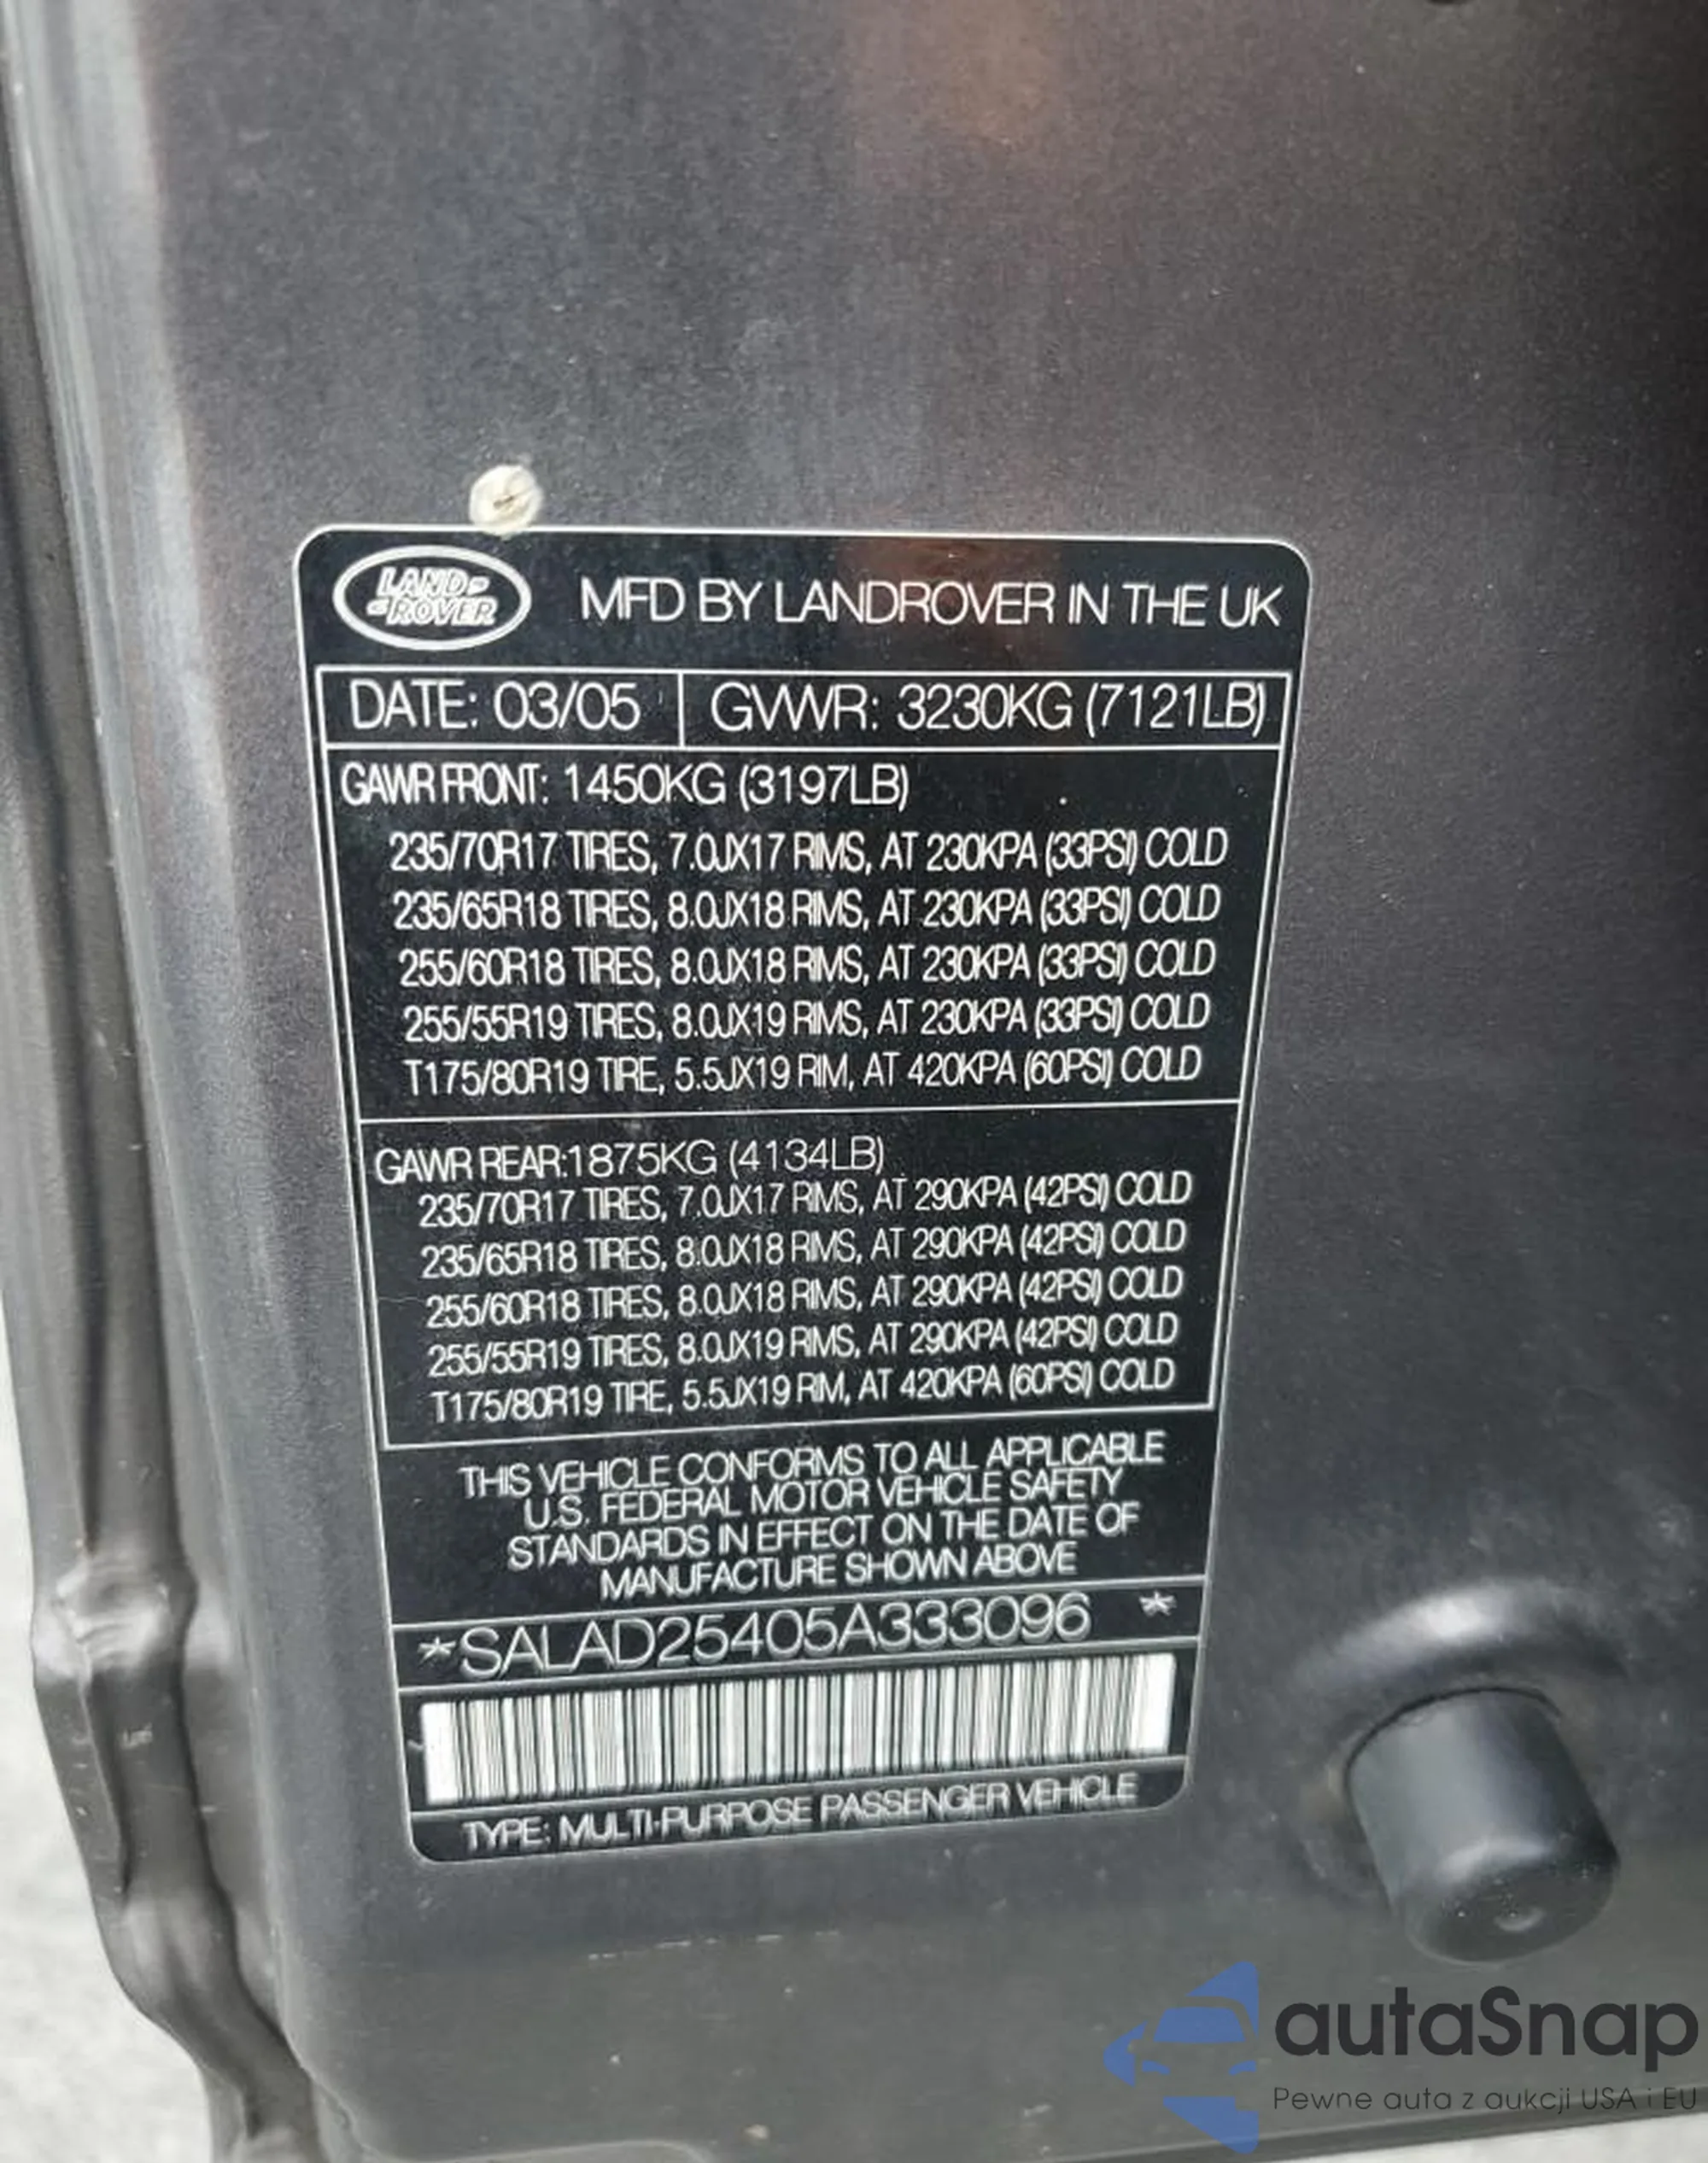 LAND-
-ROVER
MFD BY LANDROVER IN THE UK
DATE: 03/05
GVWR: 3230KG (7121LB)
GAWR FRONT: 1450KG (3197LB)
235/70R17 TIRES, 7.0JX17 RIMS, AT 230KPA (33PSI) COLD
235/65R18 TIRES, 8.0JX18 RIMS, AT 230KPA (33PSI) COLD
255/60R18 TIRES, 8.0JX18 RIMS, AT 230KPA (33PSI) COLD
255/55R19 TIRES, 8.0JX19 RIMS, AT 230KPA (33PSI) COLD
T175/80R19 TIRE, 5.5JX19 RIM, AT 420KPA (60PSI) COLD
GAWR REAR:1875KG (4134LB)
235/70R17 TIRES, 7.0JX17 RIMS, AT 290KPA (42PSI) COLD
235/65R18 TIRES, 8.0JX18 RIMS, AT 290KPA (42PSI) COLD
255/60R18 TIRES, 8.0JX18 RIMS, AT 290KPA (42PSI) COLD
255/55R19 TIRES, 8.0JX19 RIMS, AT 290KPA (42PSI) COLD
T175/80R19 TIRE, 5.5JX19 RIM, AT 420KPA (60PSI) COLD
THIS VEHICLE CONFORMS TO ALL APPLICABLE
U.S. FEDERAL MOTOR VEHICLE SAFETY
STANDARDS IN EFFECT ON THE DATE OF
MANUFACTURE SHOWN ABOVE
*SALAD25405A333096 *
TYPE: MULTI-PURPOSE PASSENGER VEHICLE
autaSnap
Pewne auta z aukcji USA i EU